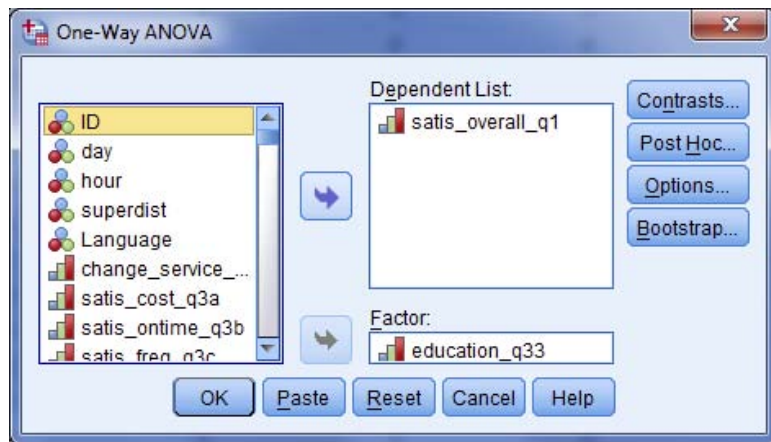 One-Way ANOVA
ID
day
hour
superdist
Language
change_service_...
satis_cost_q3a
satis_ontime_q3b
satis_freq_q3c
Dependent List:
satis_overall_q1
Factor:
education_q33
Contrasts...
Post Hoc...
Options...
Bootstrap...
OK Paste Reset Cancel Help